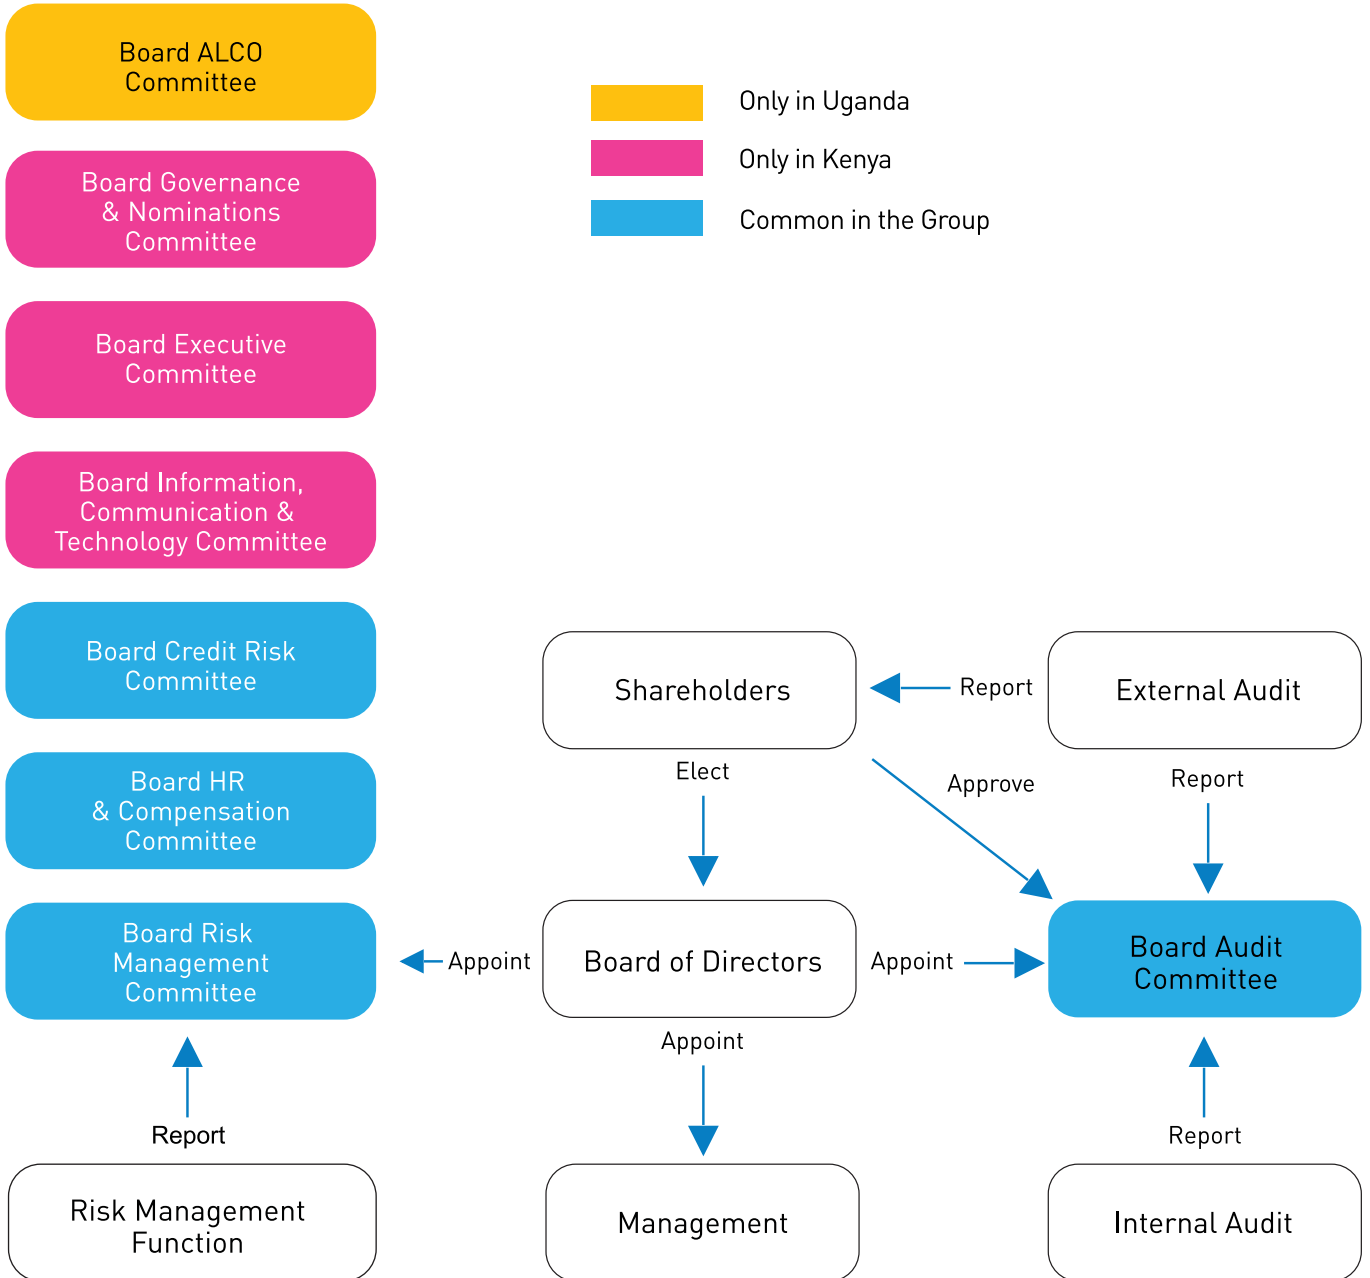 Board ALCO
Committee
Only in Uganda
Only in Kenya
Common in the Group
Board Governance
& Nominations
Committee
Board Executive
Committee
Board Information,
Communication &
Technology Committee
Board Credit Risk
Committee
Shareholders
Report
External Audit
Elect
Approve
Report
Board HR
& Compensation
Committee
Board Risk
Management
Committee
Appoint
Board of Directors
Appoint
Board Audit
Committee
Appoint
Report
Report
Risk Management
Function
Management
Internal Audit